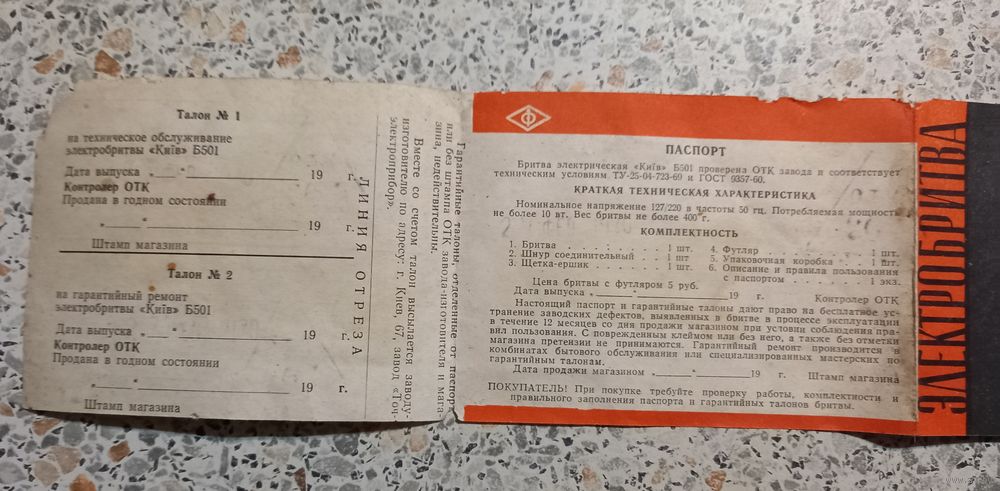 Талон № 1
на техническое обслуживание
электробритвы «Київ» Б501
Дата выпуска „ “ 19 г.
Контролер ОТК
Продана в годном состоянии
„ “ 19 г.
Штамп магазина
Талон № 2
на гарантийный ремонт
электробритвы «Київ» Б501
Дата выпуска „ “ 19 г.
Контролер ОТК
Продана в годном состоянии
„ “ 19 г.
Штамп магазина
ЛИНИЯ ОТРЕЗА
Гарантийные талоны, отделенные от паспорта
или без штампа ОТК завода-изготовителя и мага-
зина, недействительны.
Вместе со счетом талон высылается заводу-
изготовителю по адресу: г. Киев, 67, завод «Точ-
электроприбор».
ПАСПОРТ
Бритва электрическая «Київ» Б501 проверена ОТК завода и соответствует
техническим условиям ТУ-25-04-723-69 и ГОСТ 9357-60.
КРАТКАЯ ТЕХНИЧЕСКАЯ ХАРАКТЕРИСТИКА
Номинальное напряжение 127/220 в частоты 50 гц. Потребляемая мощность
не более 10 вт. Вес бритвы не более 400 г.
КОМПЛЕКТНОСТЬ
1. Бритва . . . . . . . 1 шт.
2. Шнур соединительный . . 1 шт
3. Щетка-ершик . . . . . 1 шт.
4. Футляр . . . . . . 1 шт.
5. Упаковочная коробка . . 1 шт.
6. Описание и правила пользования
с паспортом . . . . . 1 экз.
Цена бритвы с футляром 5 руб.
Дата выпуска „ “ 19 г. Контролер ОТК
Настоящий паспорт и гарантийные талоны дают право на бесплатное уст-
ранение заводских дефектов, выявленных в бритве в процессе эксплуатации
в течение 12 месяцев со дня продажи магазином при условии соблюдения пра-
вил пользования. С поврежденным клеймом или без него, а также без отметки
магазина претензии не принимаются. Гарантийный ремонт производится в
комбинатах бытового обслуживания или специализированных мастерских по
гарантийным талонам.
Дата продажи магазином „ “ 19 г. Штамп магазина
ПОКУПАТЕЛЬ! При покупке требуйте проверку работы, комплектности и
правильного заполнения паспорта и гарантийных талонов бритвы.
ЭЛЕКТРОБРИТВА